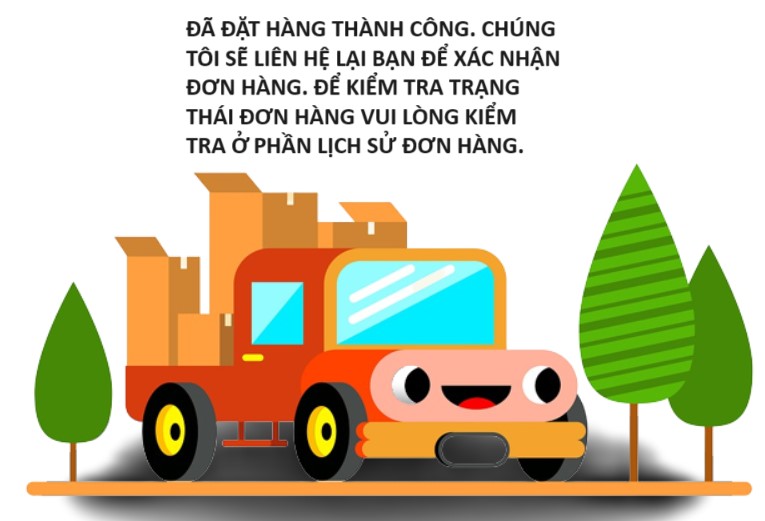 ĐÃ ĐẶT HÀNG THÀNH CÔNG. CHÚNG
TÔI SẼ LIÊN HỆ LẠI BẠN ĐỂ XÁC NHẬN
ĐƠN HÀNG. ĐỂ KIỂM TRA TRẠNG
THÁI ĐƠN HÀNG VUI LÒNG KIỂM
TRA Ở PHẦN LỊCH SỬ ĐƠN HÀNG.